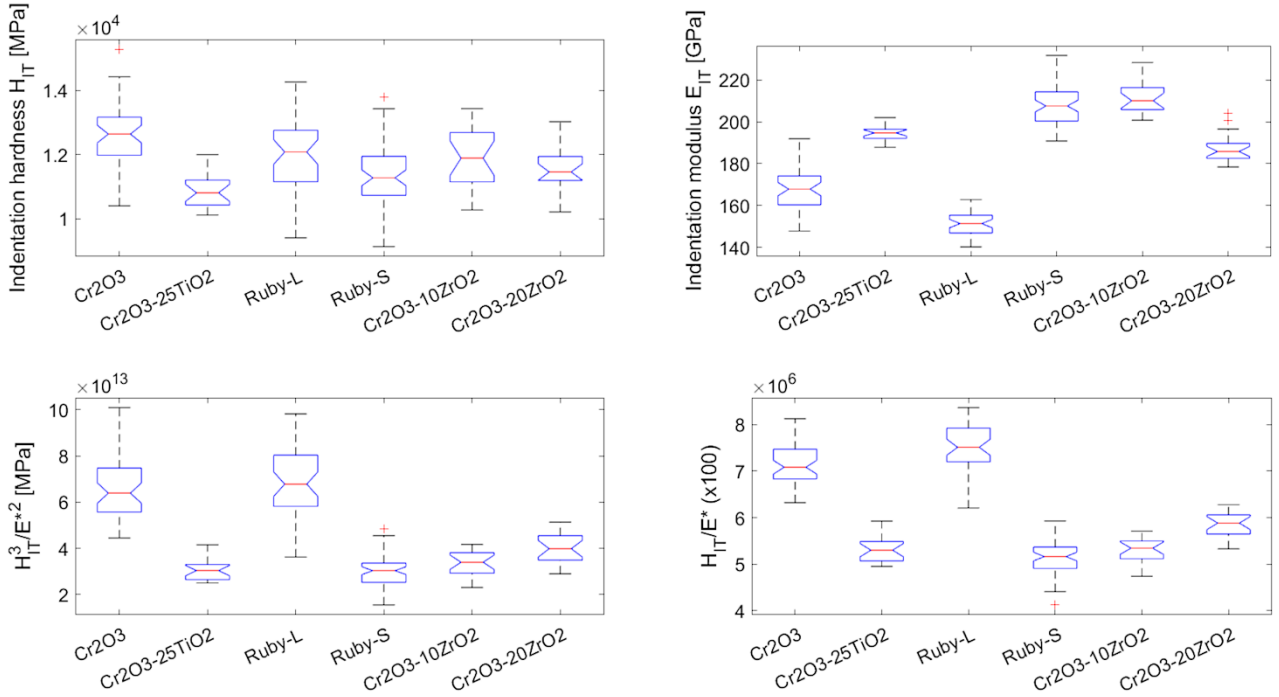 ×10⁴
Indentation hardness H_IT [MPa]
1.4
1.2
1
Cr2O3
Cr2O3-25TiO2
Ruby-L
Ruby-S
Cr2O3-10ZrO2
Cr2O3-20ZrO2
Indentation modulus E_IT [GPa]
220
200
180
160
140
Cr2O3
Cr2O3-25TiO2
Ruby-L
Ruby-S
Cr2O3-10ZrO2
Cr2O3-20ZrO2
×10¹³
H³_IT/E*² [MPa]
10
8
6
4
2
Cr2O3
Cr2O3-25TiO2
Ruby-L
Ruby-S
Cr2O3-10ZrO2
Cr2O3-20ZrO2
×10⁶
H_IT/E* (x100)
8
7
6
5
4
Cr2O3
Cr2O3-25TiO2
Ruby-L
Ruby-S
Cr2O3-10ZrO2
Cr2O3-20ZrO2